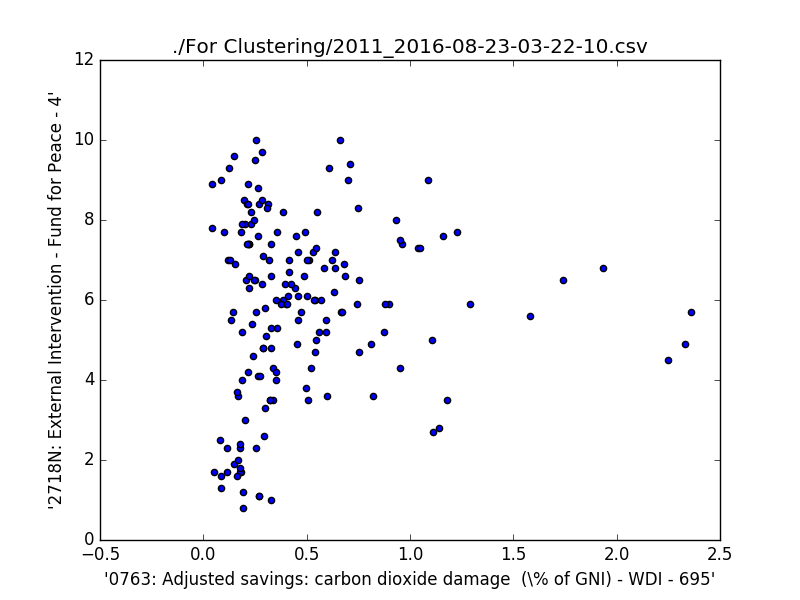 ./For Clustering/2011_2016-08-23-03-22-10.csv
'2718N: External Intervention - Fund for Peace - 4'
12
10
8
6
4
2
0
−0.5 0.0 0.5 1.0 1.5 2.0 2.5
'0763: Adjusted savings: carbon dioxide damage  (\% of GNI) - WDI - 695'